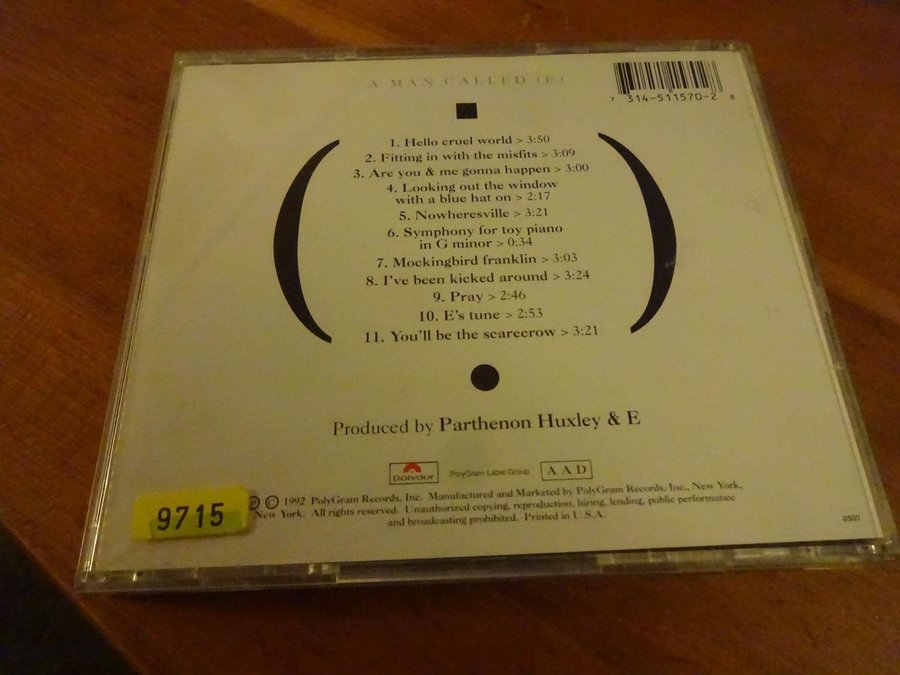 A MAN CALLED (E)
7 314-511570-2 8
1. Hello cruel world > 3:50
2. Fitting in with the misfits > 3:09
3. Are you & me gonna happen > 3:00
4. Looking out the window
with a blue hat on > 2:17
5. Nowheresville > 3:21
6. Symphony for toy piano
in G minor > 0:34
7. Mockingbird franklin > 3:03
8. I've been kicked around > 3:24
9. Pray > 2:46
10. E's tune > 2:53
11. You'll be the scarecrow > 3:21
Produced by Parthenon Huxley & E
Polydor
PolyGram Label Group
AAD
9715
℗ © 1992 PolyGram Records, Inc. Manufactured and Marketed by PolyGram Records, Inc., New York,
New York. All rights reserved. Unauthorized copying, reproduction, hiring, lending, public performance
and broadcasting prohibited. Printed in U.S.A.
0501